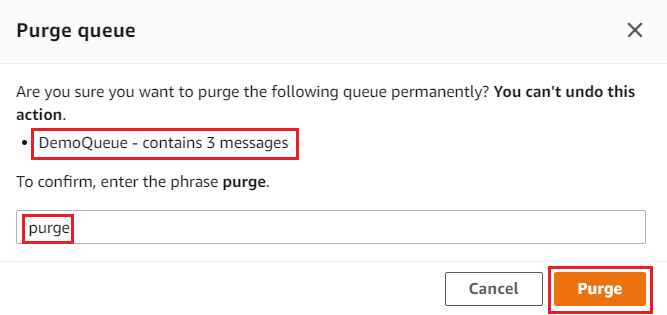 Purge queue
Are you sure you want to purge the following queue permanently? You can't undo this
action.
• DemoQueue - contains 3 messages
To confirm, enter the phrase purge.
purge
Cancel Purge